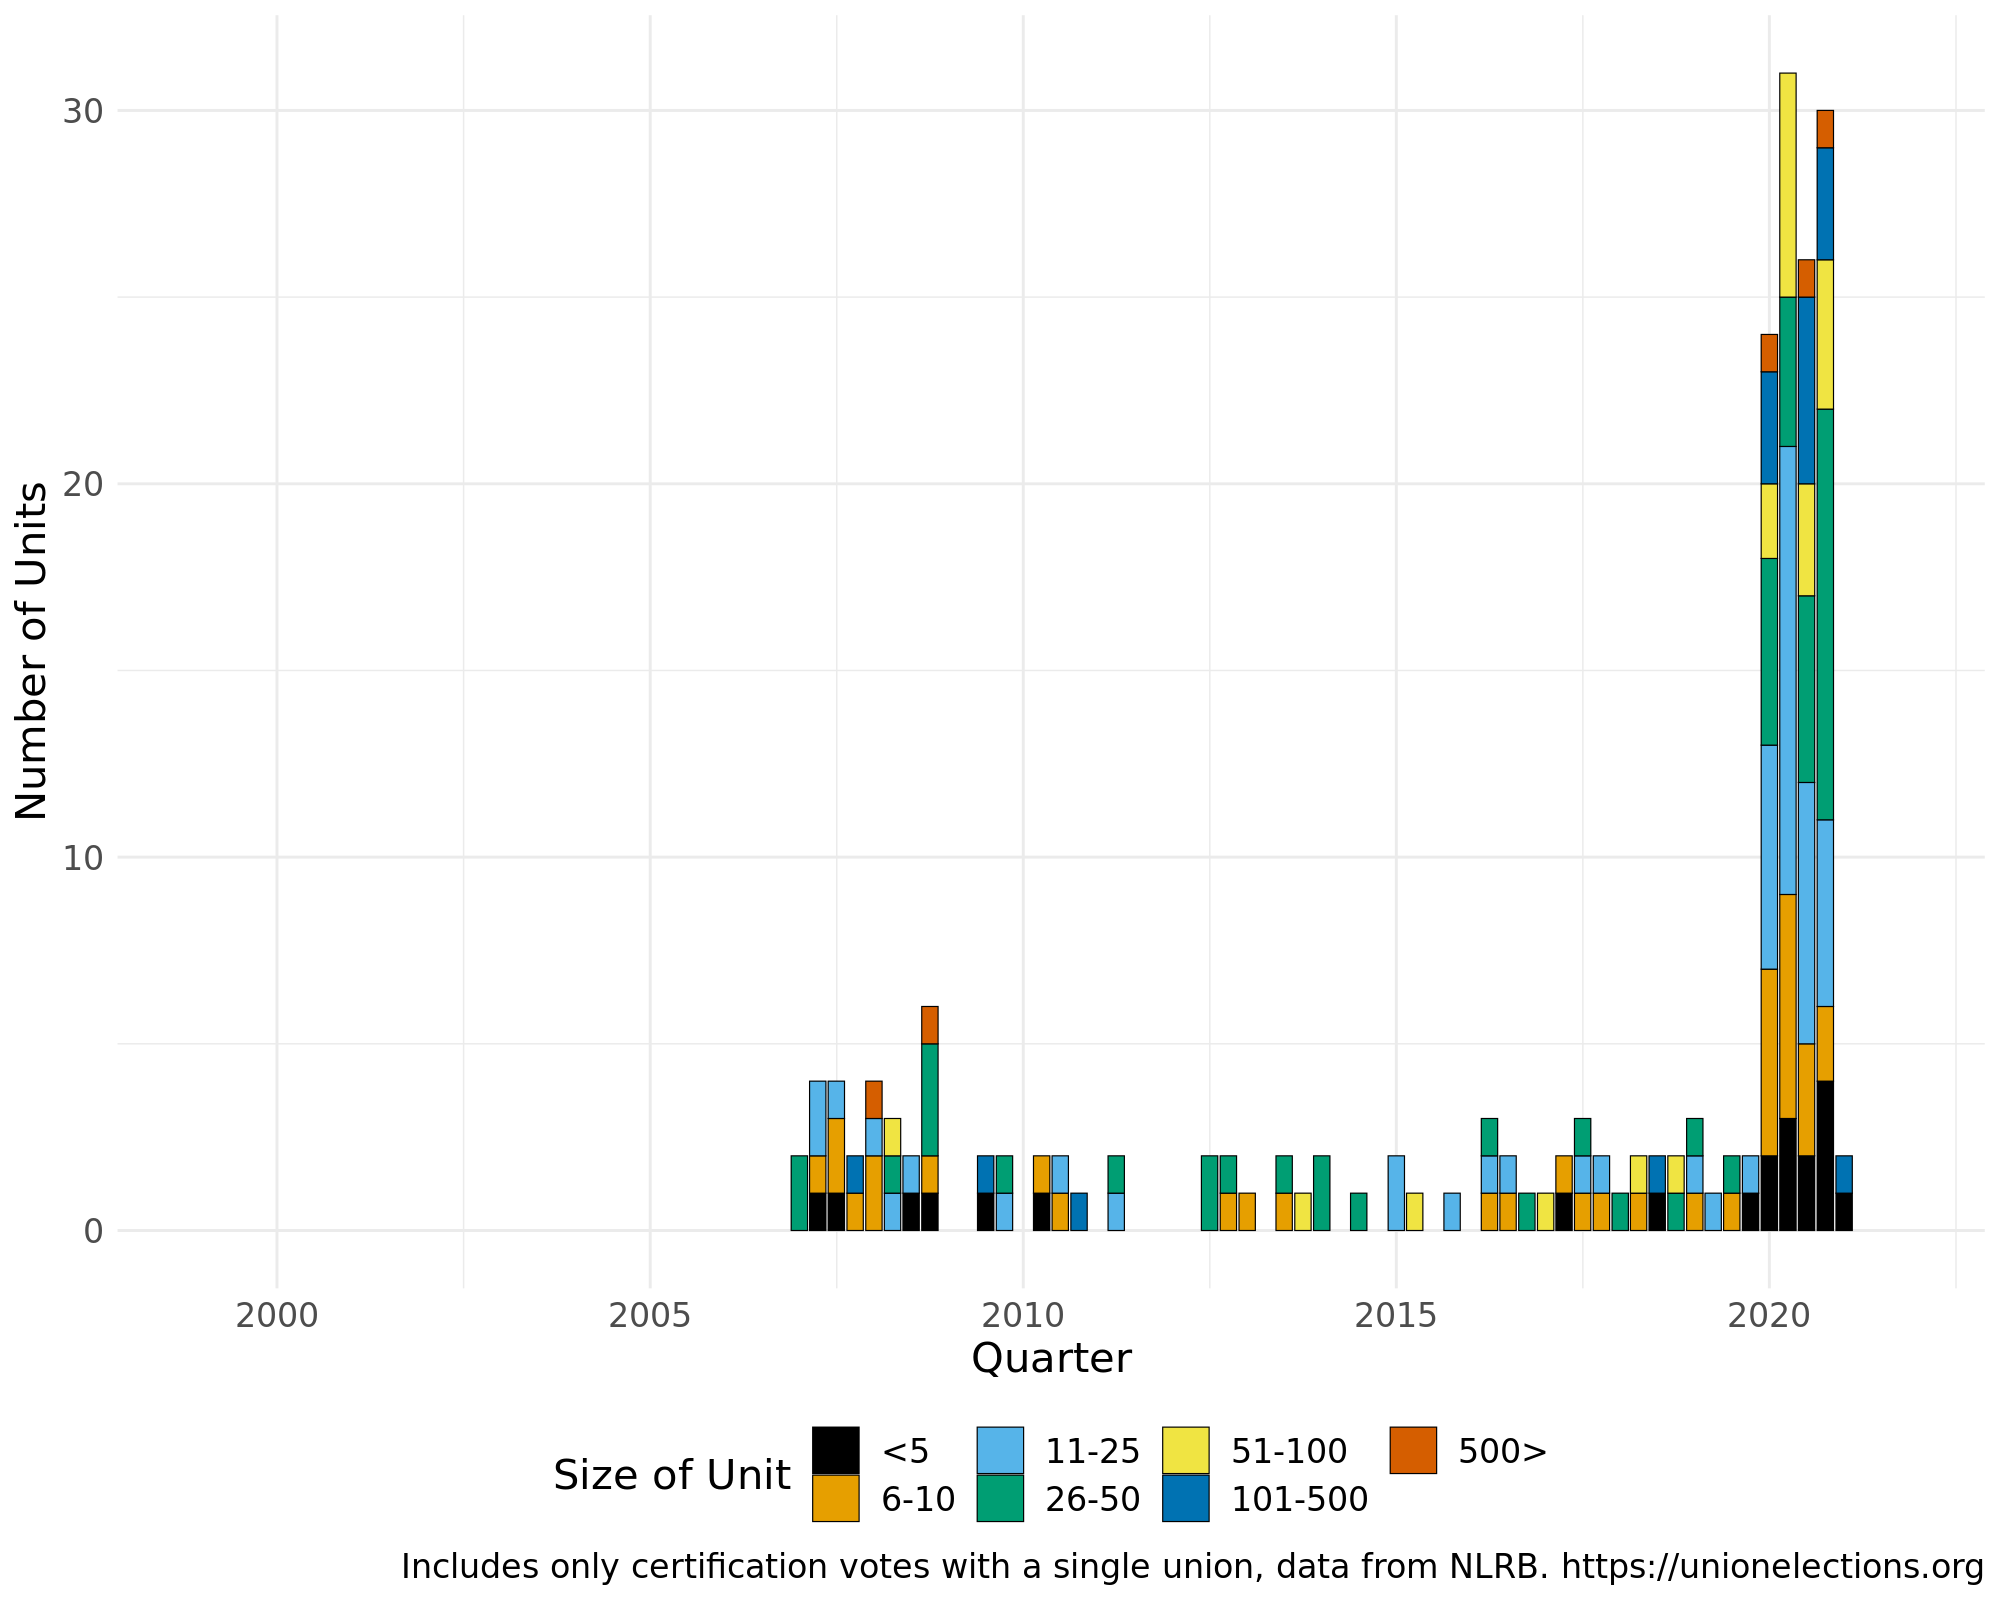 30
20
10
0
Number of Units
2000 2005 2010 2015 2020
Quarter
Size of Unit
<5 11-25 51-100 500>
6-10 26-50 101-500
Includes only certification votes with a single union, data from NLRB. https://unionelections.org